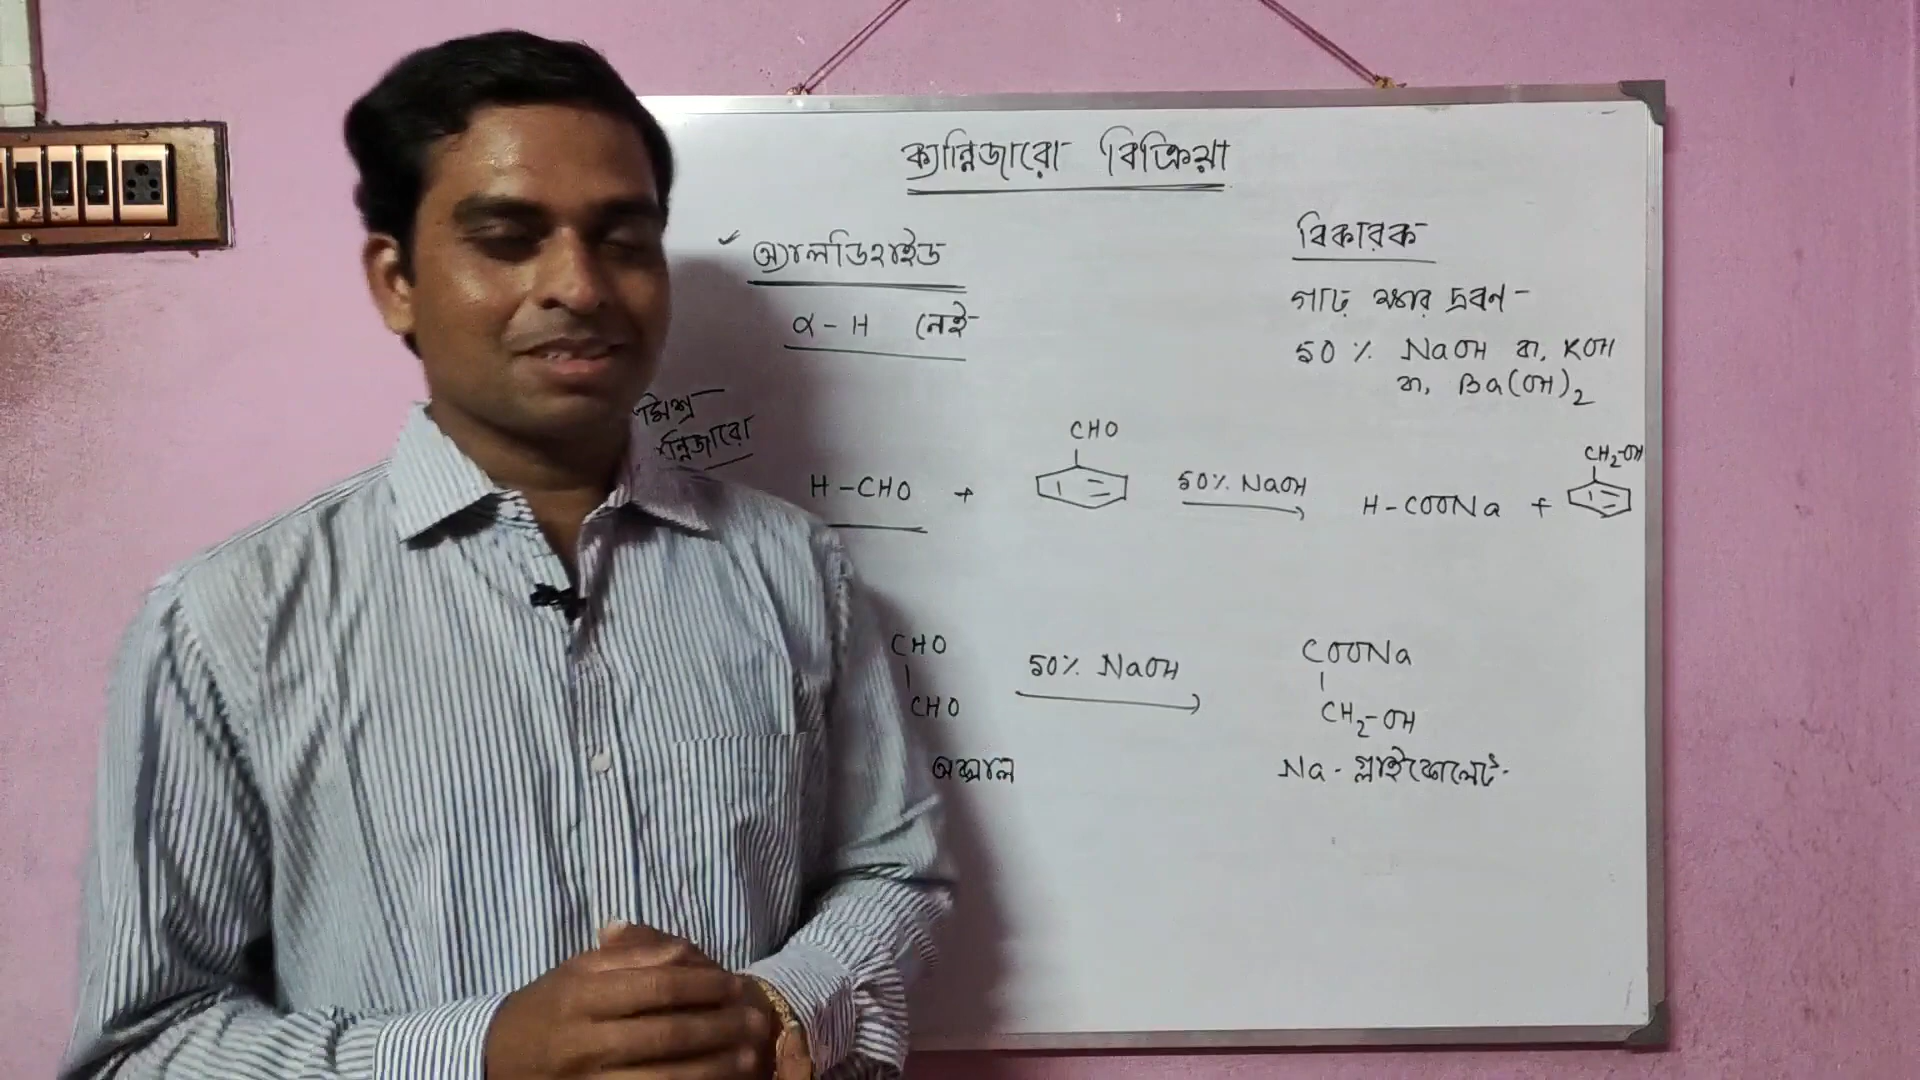 ক্যান্নিজারো বিক্রিয়া
অ্যালডিহাইড
α-H নেই
বিকারক
গাঢ় ক্ষার দ্রবণ-
50 % NaOH বা, KOH
বা, Ba(OH)2
মিশ্র
ন্নিজারো
H-CHO + CHO 50% NaOH H-COONa + CH2-OH
CHO 50% NaOH COONa
CHO CH2-OH
অক্সাল Na-গ্লাইকোলেট